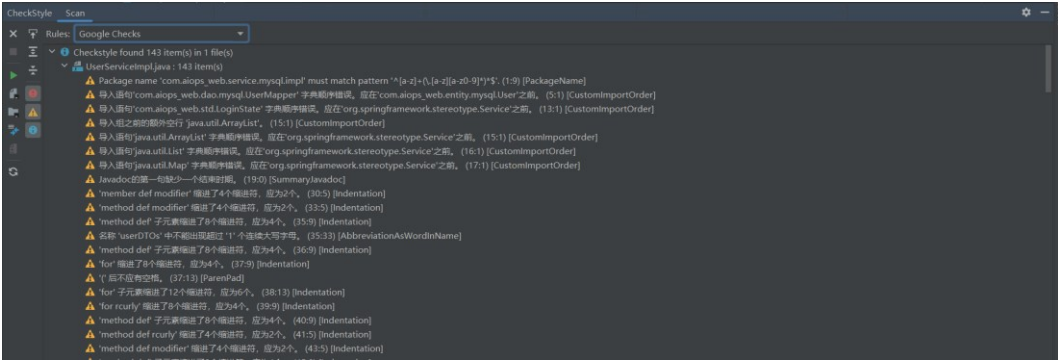 CheckStyle Scan
Rules: Google Checks
Checkstyle found 143 item(s) in 1 file(s)
UserServiceImpl.java : 143 item(s)
Package name 'com.aiops_web.service.mysql.impl' must match pattern '^[a-z]+(\.[a-z][a-z0-9]*)*$'. (1:9) [PackageName]
导入语句'com.aiops_web.dao.mysql.UserMapper' 字典顺序错误。应在'com.aiops_web.entity.mysql.User'之前。 (5:1) [CustomImportOrder]
导入语句'com.aiops_web.std.LoginState' 字典顺序错误。应在'org.springframework.stereotype.Service'之前。 (13:1) [CustomImportOrder]
导入组之前的额外空行 'java.util.ArrayList'。 (15:1) [CustomImportOrder]
导入语句'java.util.ArrayList' 字典顺序错误。应在'org.springframework.stereotype.Service'之前。 (15:1) [CustomImportOrder]
导入语句'java.util.List' 字典顺序错误。应在'org.springframework.stereotype.Service'之前。 (16:1) [CustomImportOrder]
导入语句'java.util.Map' 字典顺序错误。应在'org.springframework.stereotype.Service'之前。 (17:1) [CustomImportOrder]
Javadoc的第一句缺少一个结束时期。 (19:0) [SummaryJavadoc]
'member def modifier' 缩进了4个缩进符，应为2个。 (30:5) [Indentation]
'method def modifier' 缩进了4个缩进符，应为2个。 (33:5) [Indentation]
'method def' 子元素缩进了8个缩进符，应为4个。 (35:9) [Indentation]
名称 'userDTOs' 中不能出现超过 '1' 个连续大写字母。 (35:33) [AbbreviationAsWordInName]
'method def' 子元素缩进了8个缩进符，应为4个。 (36:9) [Indentation]
'for' 缩进了8个缩进符，应为4个。 (37:9) [Indentation]
'(' 后不应有空格。 (37:13) [ParenPad]
'for' 子元素缩进了12个缩进符，应为6个。 (38:13) [Indentation]
'for rcurly' 缩进了8个缩进符，应为4个。 (39:9) [Indentation]
'method def' 子元素缩进了8个缩进符，应为4个。 (40:9) [Indentation]
'method def rcurly' 缩进了4个缩进符，应为2个。 (41:5) [Indentation]
'method def modifier' 缩进了4个缩进符，应为2个。 (43:5) [Indentation]